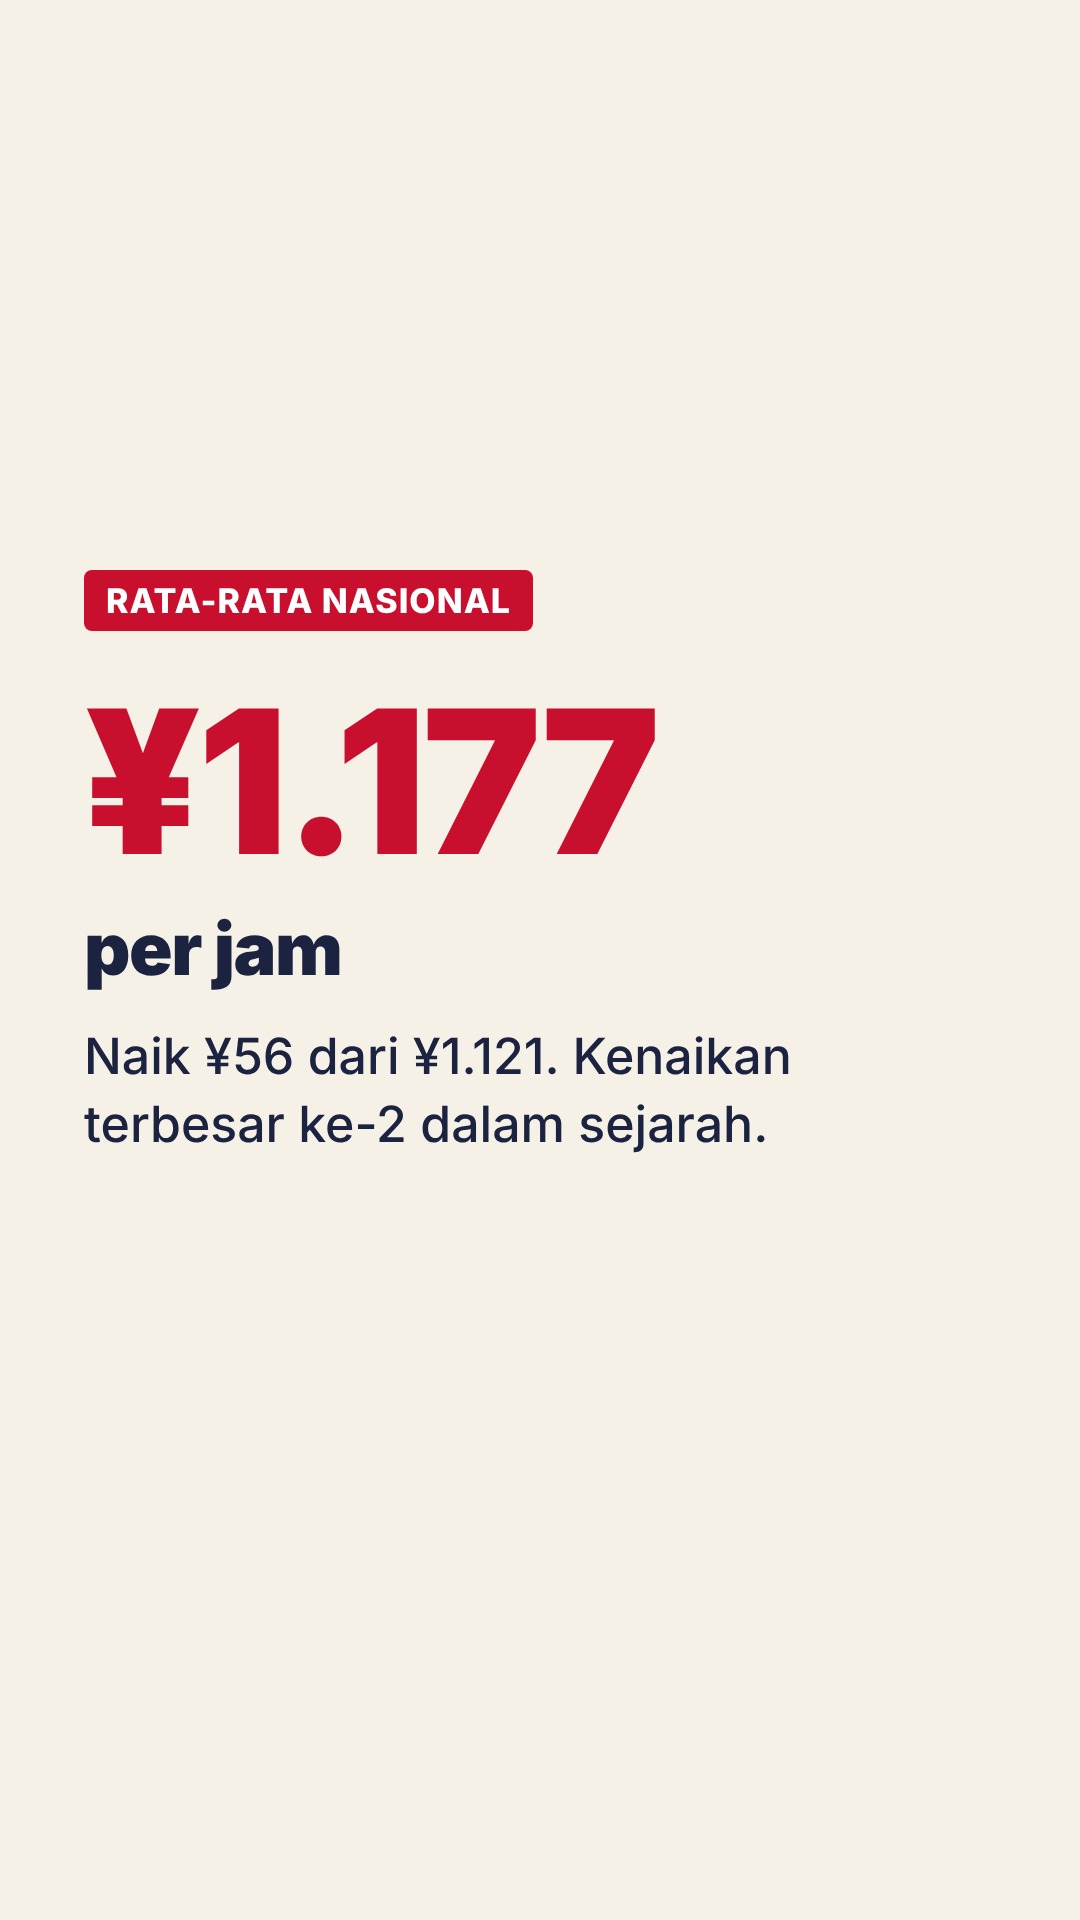 RATA-RATA NASIONAL
¥1.177
per jam
Naik ¥56 dari ¥1.121. Kenaikan
terbesar ke-2 dalam sejarah.